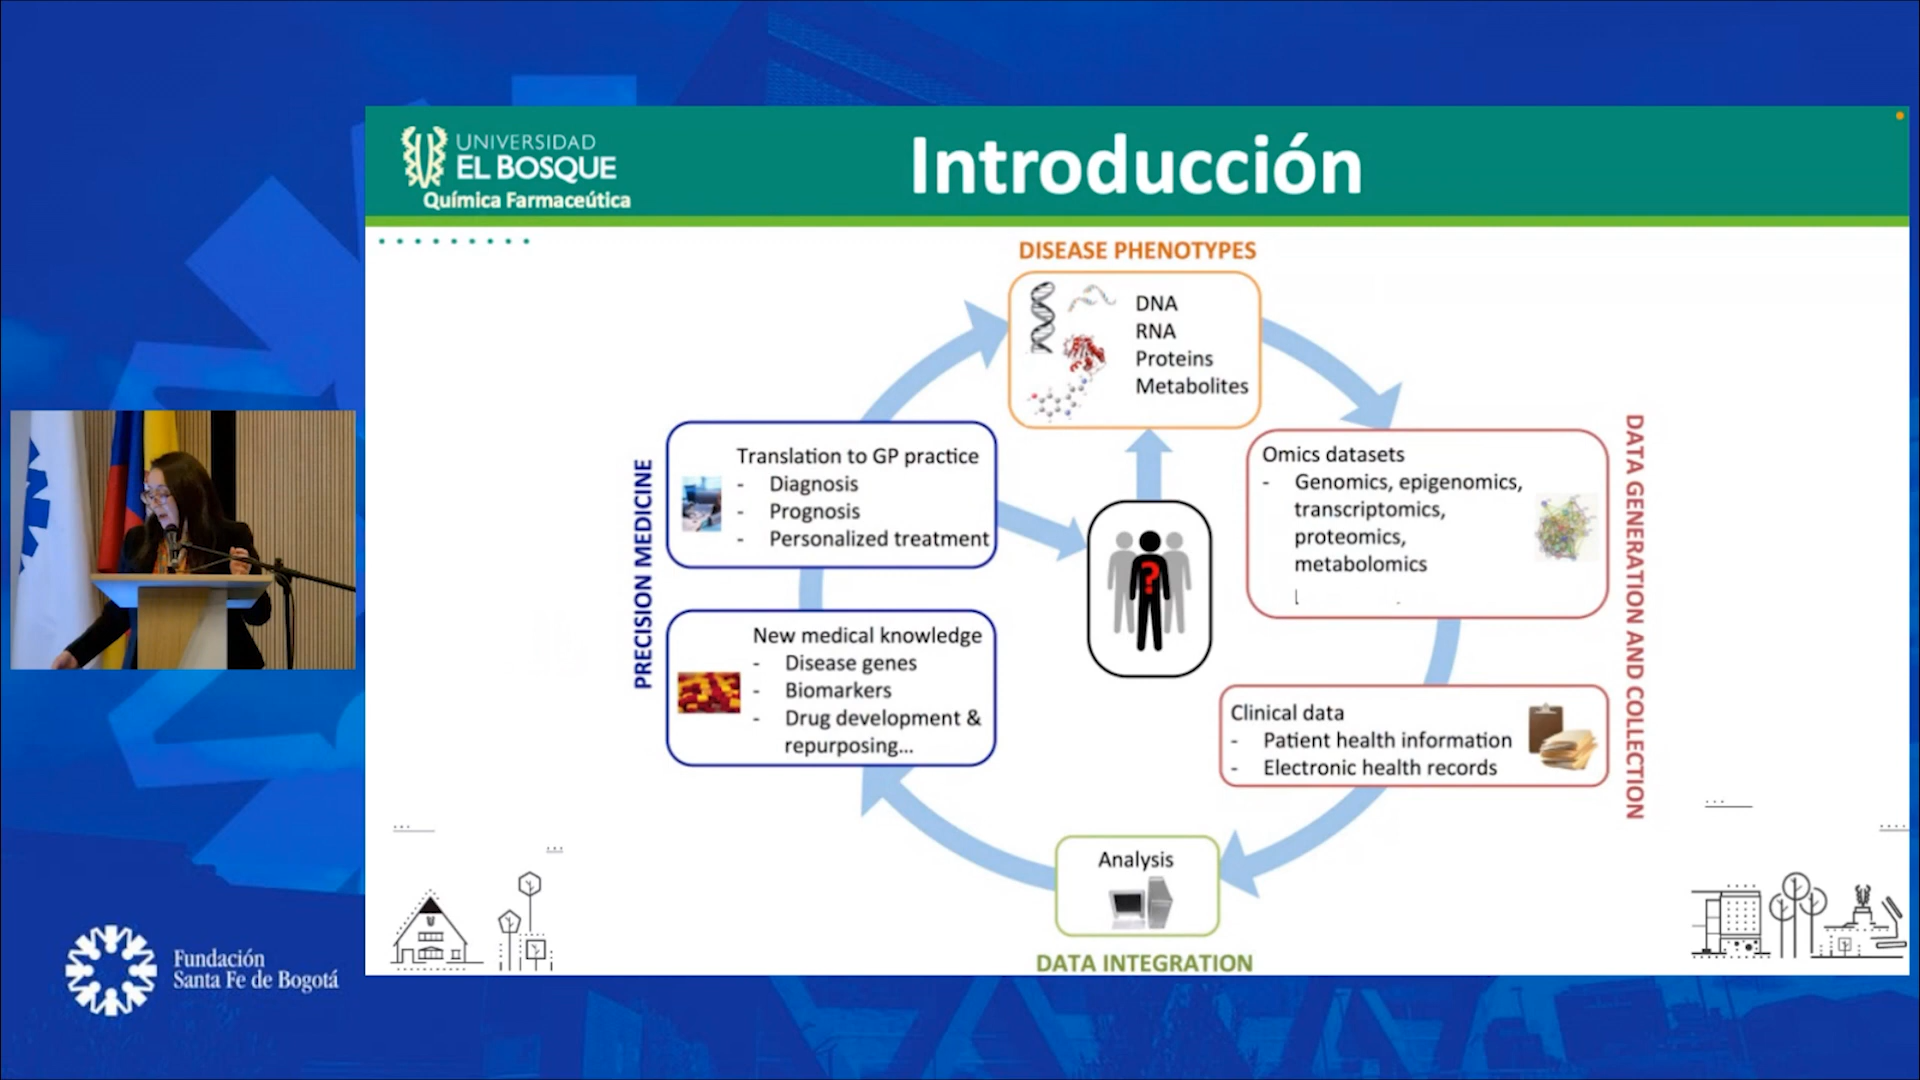 UNIVERSIDAD
EL BOSQUE
Química Farmaceútica
Introducción
DISEASE PHENOTYPES
DNA
RNA
Proteins
Metabolites
PRECISION MEDICINE
Translation to GP practice
- Diagnosis
- Prognosis
- Personalized treatment
New medical knowledge
- Disease genes
- Biomarkers
- Drug development &
repurposing...
?
Omics datasets
- Genomics, epigenomics,
transcriptomics,
proteomics,
metabolomics
Clinical data
- Patient health information
- Electronic health records
DATA GENERATION AND COLLECTION
Analysis
DATA INTEGRATION
Fundación
Santa Fe de Bogotá